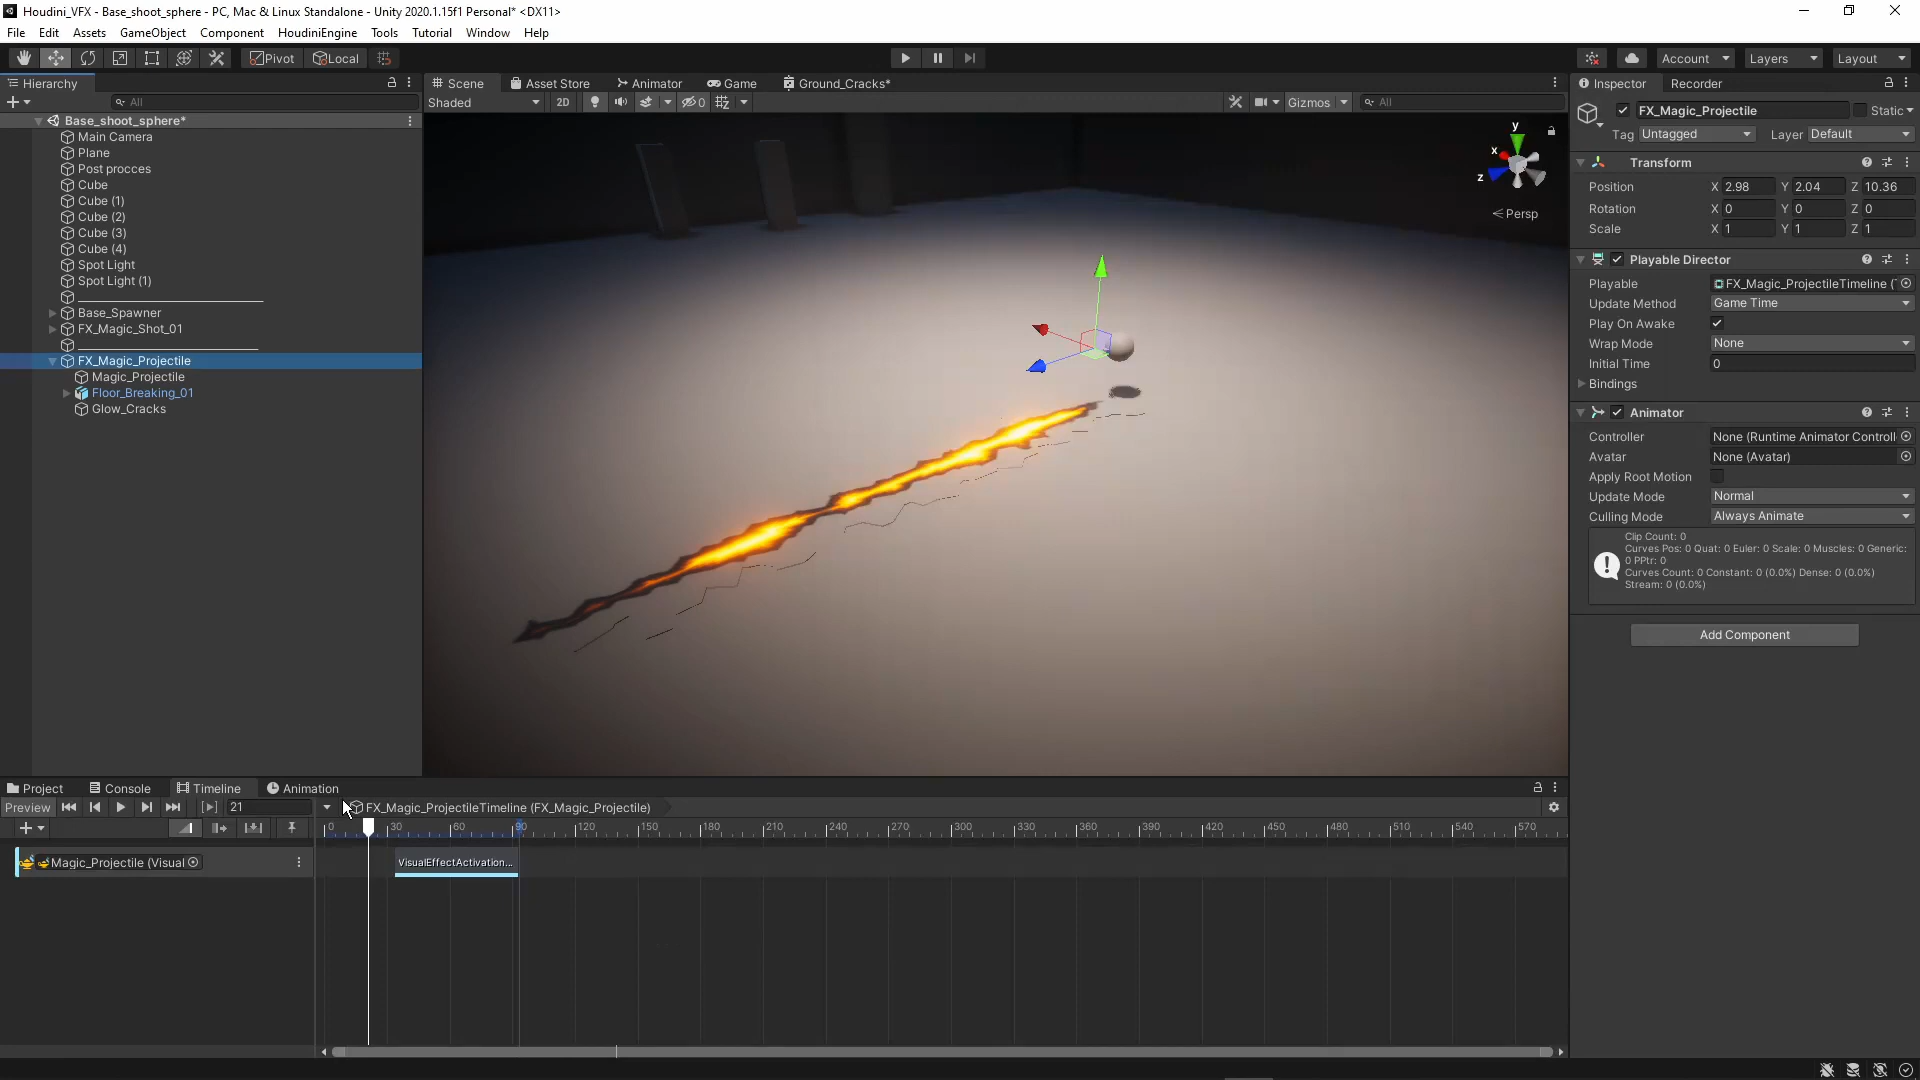 Houdini_VFX - Base_shoot_sphere - PC, Mac & Linux Standalone - Unity 2020.1.15f1 Personal* <DX11>
File Edit Assets GameObject Component HoudiniEngine Tools Tutorial Window Help
Pivot Local Account Layers Layout
Hierarchy Scene Asset Store Animator Game Ground_Cracks* Inspector Recorder
All Shaded 2D 0 Gizmos All
FX_Magic_Projectile Static
Tag Untagged Layer Default
Base_shoot_sphere*
Main Camera
Plane
Post procces
Cube
Cube (1)
Cube (2)
Cube (3)
Cube (4)
Spot Light
Spot Light (1)
Base_Spawner
FX_Magic_Shot_01
FX_Magic_Projectile
Magic_Projectile
Floor_Breaking_01
Glow_Cracks
y
x
z
Persp
Transform
Position X 2.98 Y 2.04 Z 10.36
Rotation X 0 Y 0 Z 0
Scale X 1 Y 1 Z 1
Playable Director
Playable FX_Magic_ProjectileTimeline (
Update Method Game Time
Play On Awake
Wrap Mode None
Initial Time 0
Bindings
Animator
Controller None (Runtime Animator Controll
Avatar None (Avatar)
Apply Root Motion
Update Mode Normal
Culling Mode Always Animate
Clip Count: 0
Curves Pos: 0 Quat: 0 Euler: 0 Scale: 0 Muscles: 0 Generic:
0 PPtr: 0
Curves Count: 0 Constant: 0 (0.0%) Dense: 0 (0.0%)
Stream: 0 (0.0%)
Add Component
Project Console Timeline Animation
Preview 21 FX_Magic_ProjectileTimeline (FX_Magic_Projectile)
0 30 60 90 120 150 180 210 240 270 300 330 360 390 420 450 480 510 540 570
Magic_Projectile (Visual VisualEffectActivation...